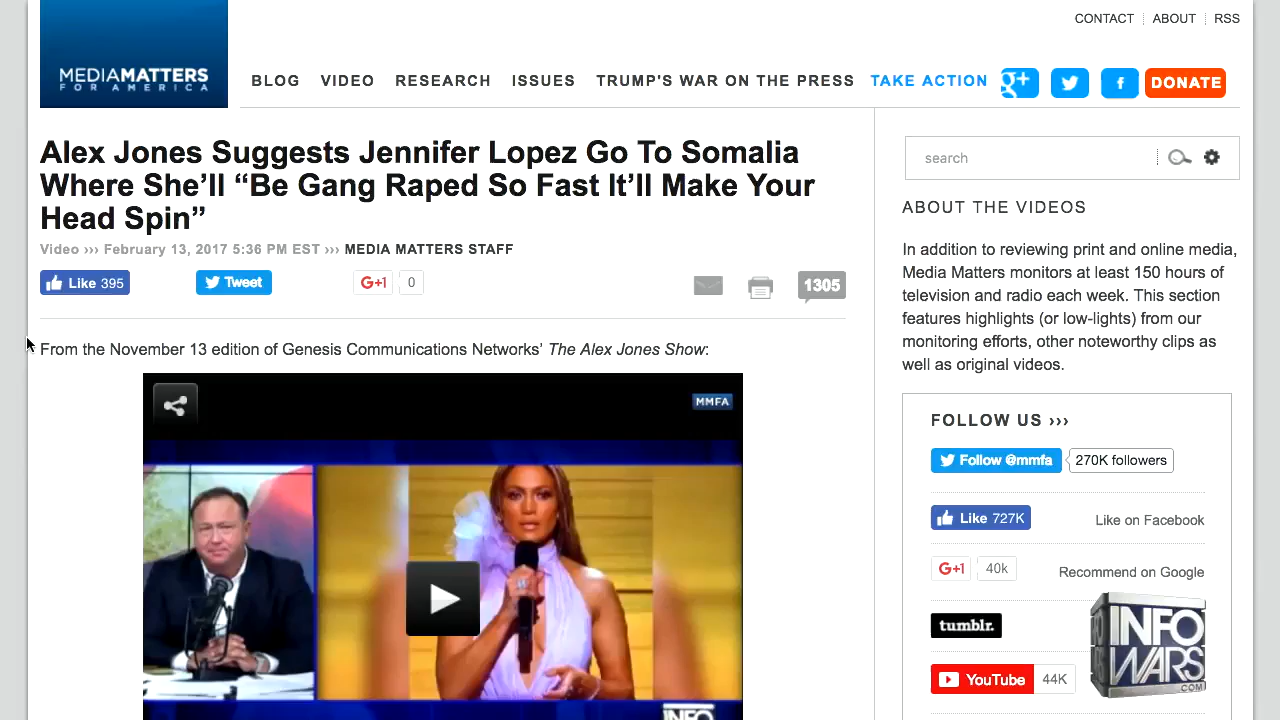 CONTACT ABOUT RSS
MEDIAMATTERS
FOR AMERICA
BLOG VIDEO RESEARCH ISSUES TRUMP'S WAR ON THE PRESS TAKE ACTION g+ f DONATE
Alex Jones Suggests Jennifer Lopez Go To Somalia
Where She’ll “Be Gang Raped So Fast It’ll Make Your
Head Spin”
Video ››› February 13, 2017 5:36 PM EST ››› MEDIA MATTERS STAFF
Like 395 Tweet G+1 0 1305
From the November 13 edition of Genesis Communications Networks’ The Alex Jones Show:
MMFA
INFO
search
ABOUT THE VIDEOS
In addition to reviewing print and online media,
Media Matters monitors at least 150 hours of
television and radio each week. This section
features highlights (or low-lights) from our
monitoring efforts, other noteworthy clips as
well as original videos.
FOLLOW US ›››
Follow @mmfa 270K followers
Like 727K Like on Facebook
G+1 40k Recommend on Google
tumblr.
YouTube 44K
INFO
WARS
.COM